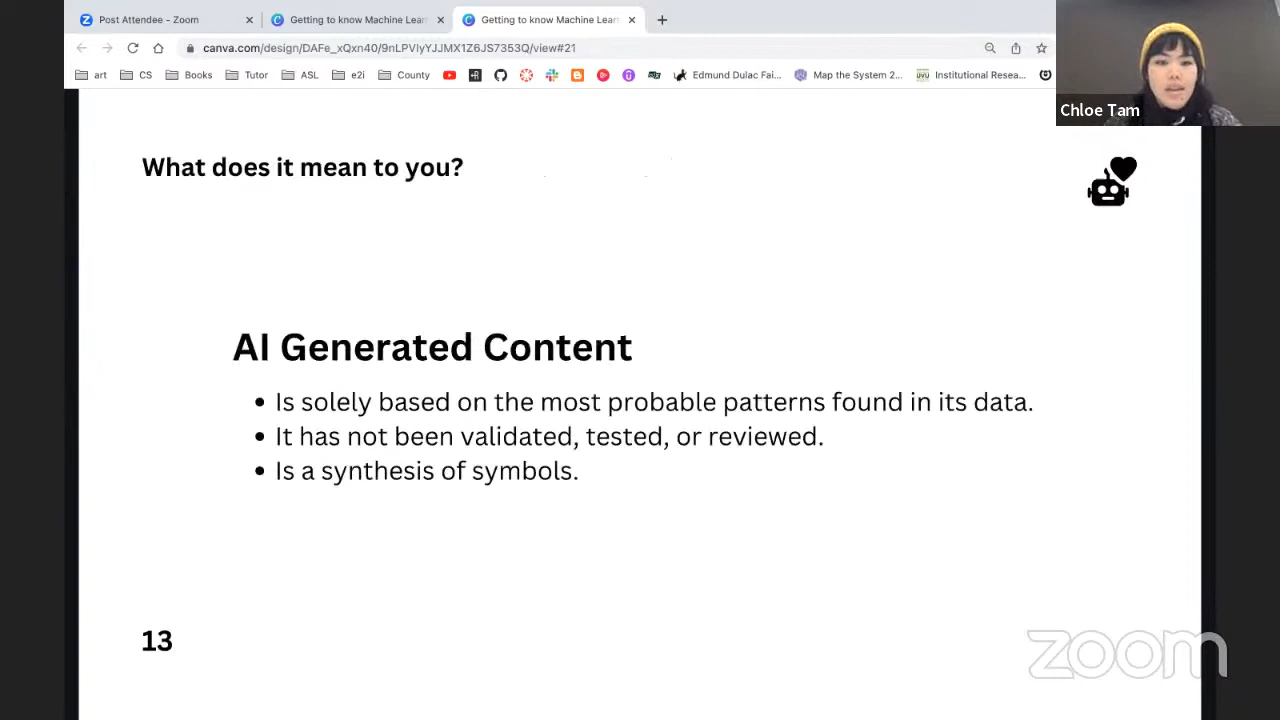 Post Attendee - Zoom
Getting to know Machine Lear
Getting to know Machine Lear
canva.com/design/DAFe_xQxn40/9nLPVlyYJJMX1Z6JS7353Q/view#21
art CS Books Tutor ASL e2i County Edmund Dulac Fai... Map the System 2... UVU Institutional Resea...
Chloe Tam
What does it mean to you?
AI Generated Content
• Is solely based on the most probable patterns found in its data.
• It has not been validated, tested, or reviewed.
• Is a synthesis of symbols.
13
zoom